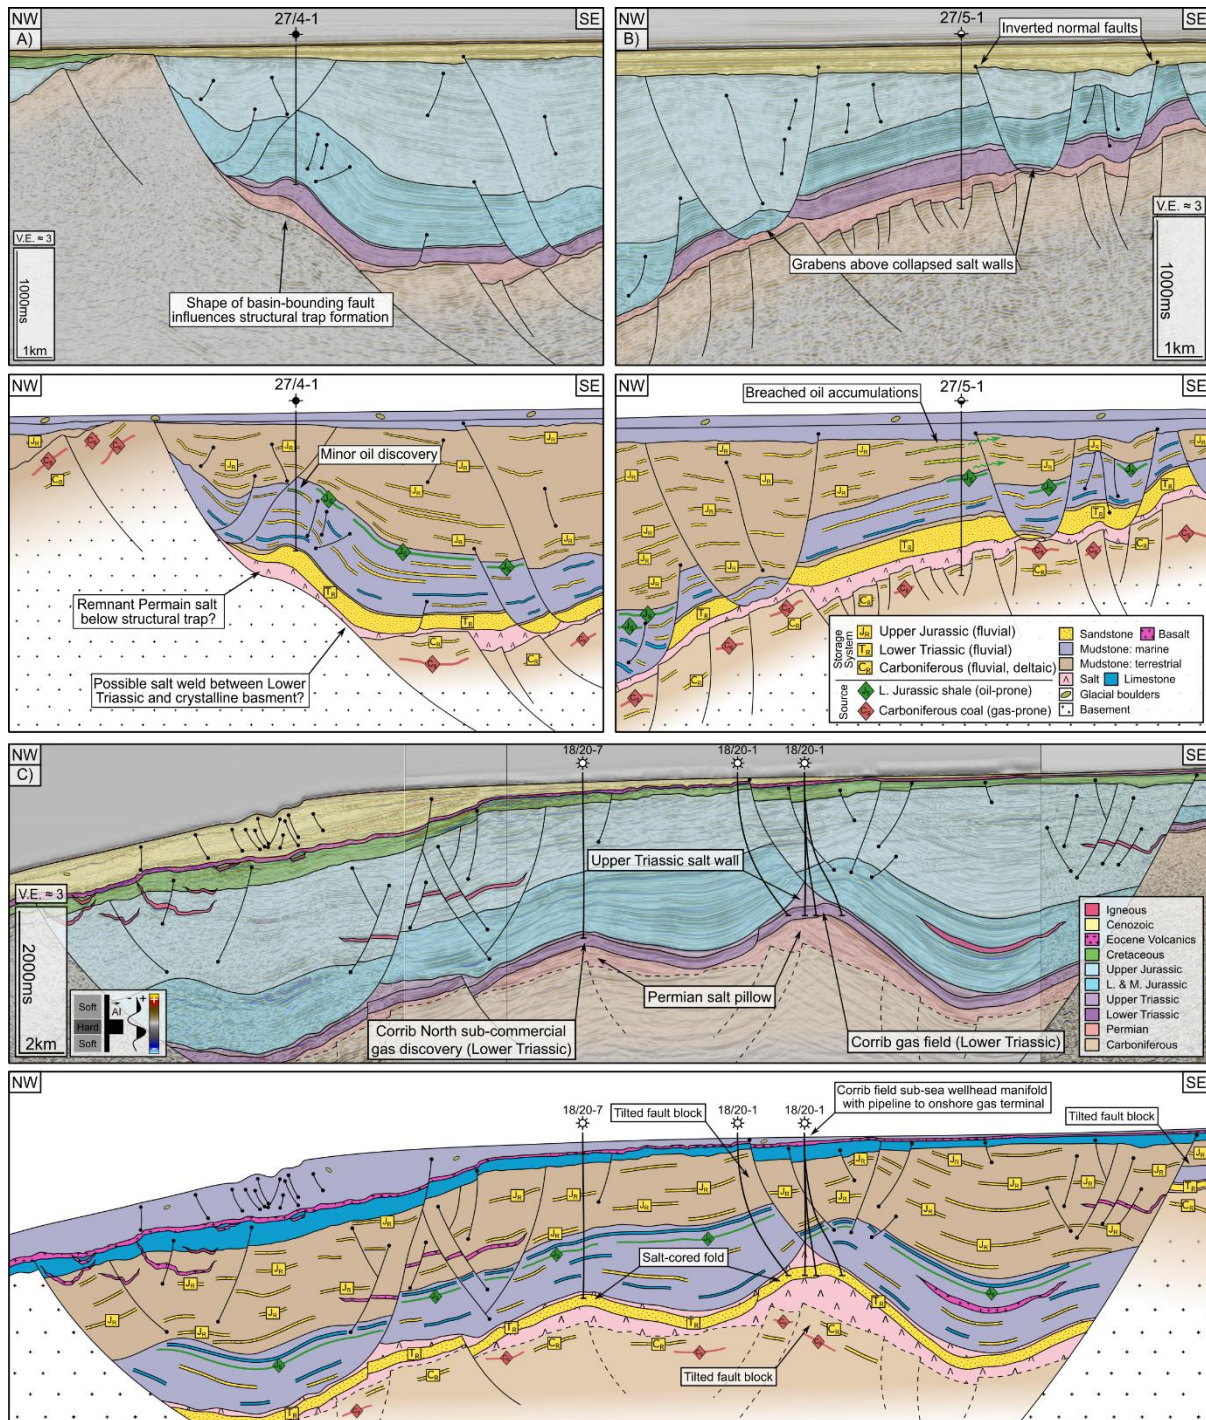 NW
A)
27/4-1
SE
V.E. ≈ 3
1000ms
1km
Shape of basin-bounding fault
influences structural trap formation
NW
B)
27/5-1
SE
Inverted normal faults
Grabens above collapsed salt walls
V.E. ≈ 3
1000ms
1km
NW
27/4-1
SE
Minor oil discovery
Remnant Permain salt
below structural trap?
Possible salt weld between Lower
Triassic and crystalline basment?
NW
27/5-1
SE
Breached oil accumulations
Storage
System
JR Upper Jurassic (fluvial)
TR Lower Triassic (fluvial)
CR Carboniferous (fluvial, deltaic)
Source
JS L. Jurassic shale (oil-prone)
CS Carboniferous coal (gas-prone)
Sandstone
Basalt
Mudstone: marine
Mudstone: terrestrial
Salt
Limestone
Glacial boulders
Basement
NW
C)
18/20-7
18/20-1
18/20-1
SE
V.E. ≈ 3
2000ms
2km
Soft
Hard
Soft
AI
- +
Upper Triassic salt wall
Permian salt pillow
Corrib North sub-commercial
gas discovery (Lower Triassic)
Corrib gas field (Lower Triassic)
Igneous
Cenozoic
Eocene Volcanics
Cretaceous
Upper Jurassic
L. & M. Jurassic
Upper Triassic
Lower Triassic
Permian
Carboniferous
NW
18/20-7
Tilted fault block
18/20-1
18/20-1
Corrib field sub-sea wellhead manifold
with pipeline to onshore gas terminal
Tilted fault block
SE
Salt-cored fold
Tilted fault block